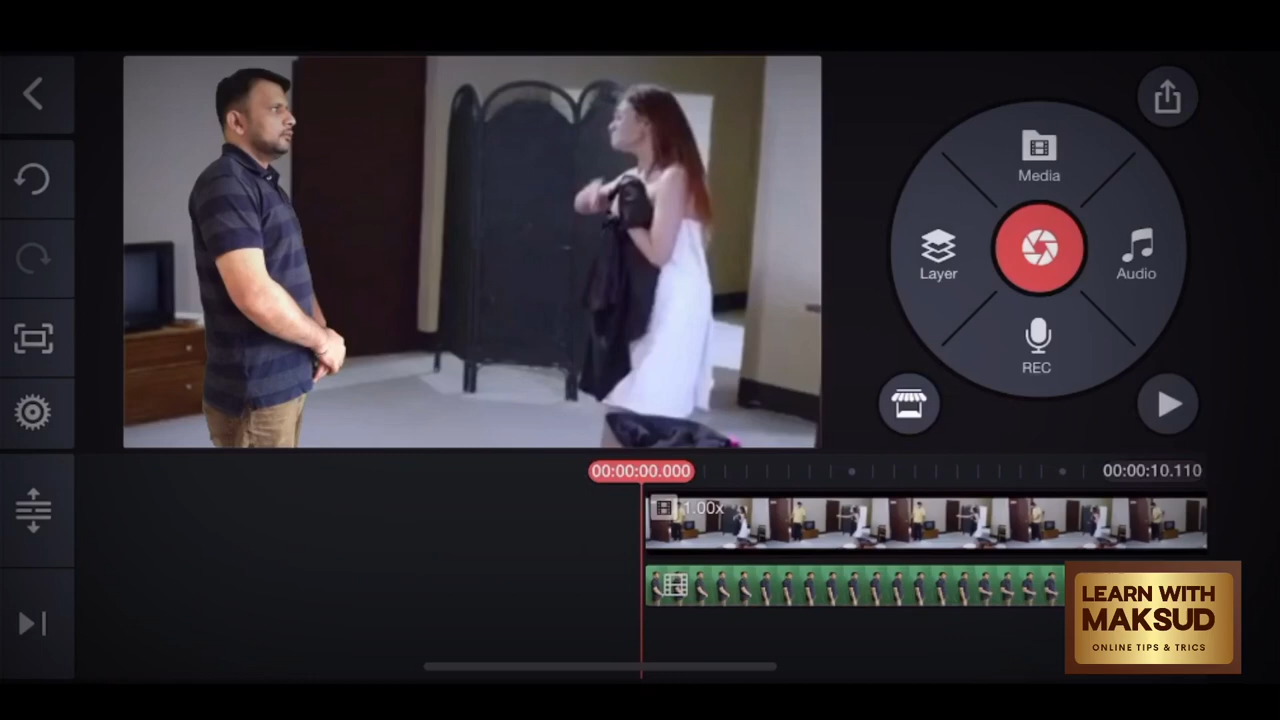 Media
Layer
Audio
REC
00:00:00.000
00:00:10.110
1.00x
LEARN WITH
MAKSUD
ONLINE TIPS & TRICS